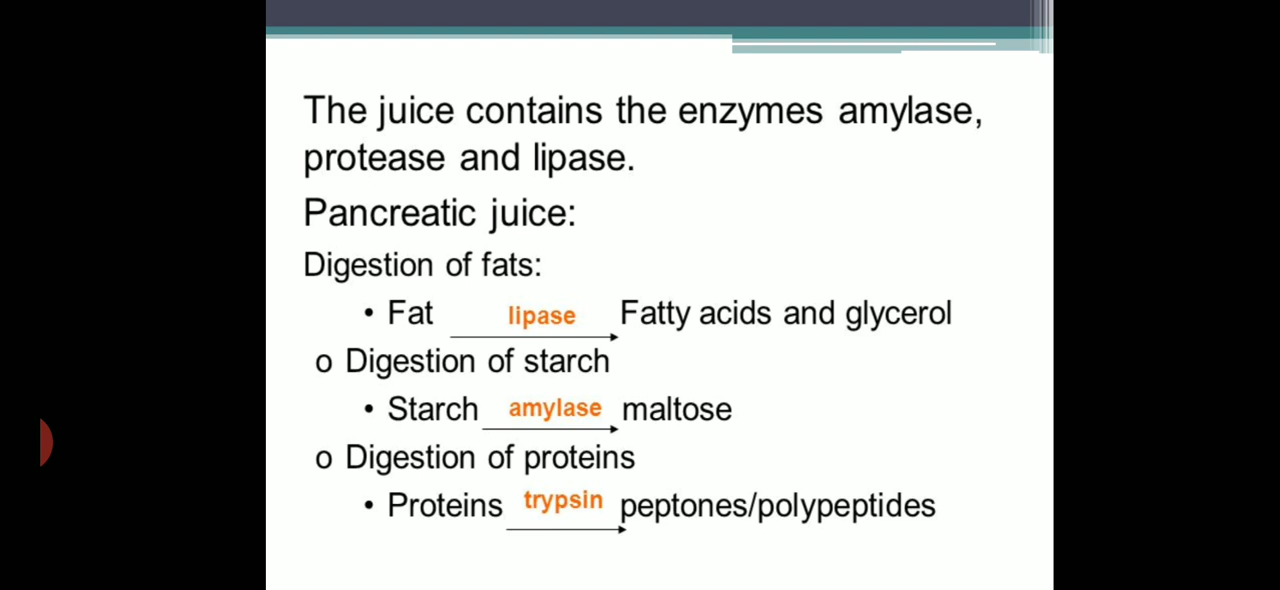 The juice contains the enzymes amylase,
protease and lipase.
Pancreatic juice:
Digestion of fats:
• Fat lipase Fatty acids and glycerol
o Digestion of starch
• Starch amylase maltose
o Digestion of proteins
• Proteins trypsin peptones/polypeptides